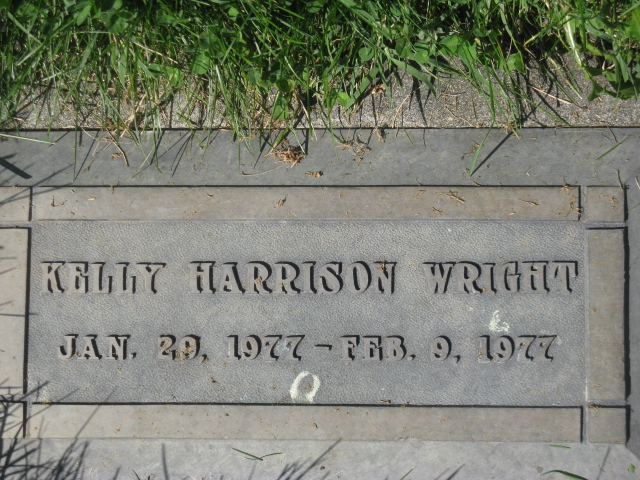 KELLY HARRISON WRIGHT
JAN. 29, 1977 – FEB. 9, 1977